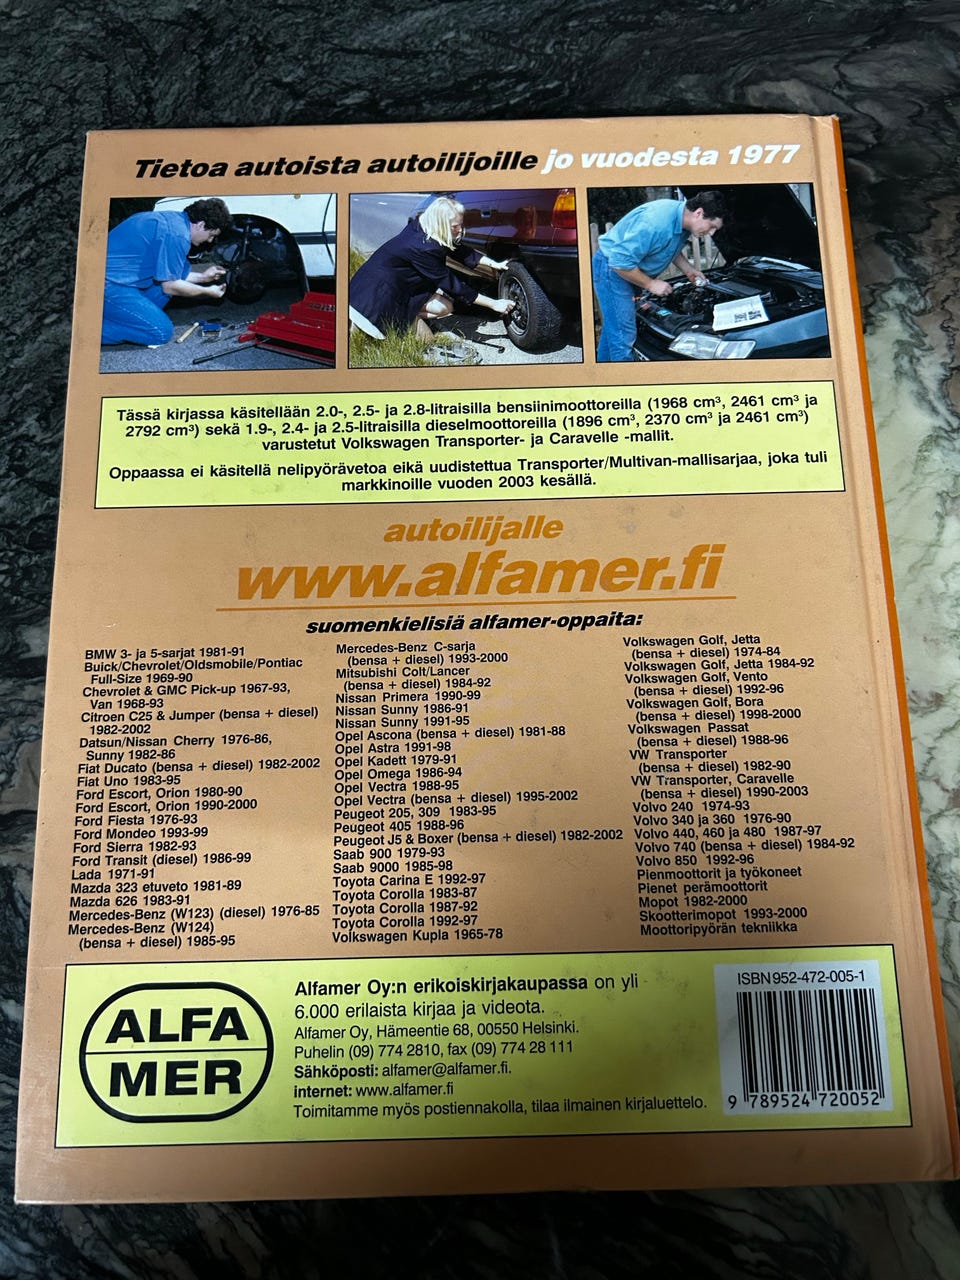 Tietoa autoista autoilijoille jo vuodesta 1977
Tässä kirjassa käsitellään 2.0-, 2.5- ja 2.8-litraisilla bensiinimoottoreilla (1968 cm³, 2461 cm³ ja
2792 cm³) sekä 1.9-, 2.4- ja 2.5-litraisilla dieselmoottoreilla (1896 cm³, 2370 cm³ ja 2461 cm³)
varustetut Volkswagen Transporter- ja Caravelle -mallit.
Oppaassa ei käsitellä nelipyörävetoa eikä uudistettua Transporter/Multivan-mallisarjaa, joka tuli
markkinoille vuoden 2003 kesällä.
autoilijalle
www.alfamer.fi
suomenkielisiä alfamer-oppaita:
BMW 3- ja 5-sarjat 1981-91
Buick/Chevrolet/Oldsmobile/Pontiac
Full-Size 1969-90
Chevrolet & GMC Pick-up 1967-93,
Van 1968-93
Citroen C25 & Jumper (bensa + diesel)
1982-2002
Datsun/Nissan Cherry 1976-86,
Sunny 1982-86
Fiat Ducato (bensa + diesel) 1982-2002
Fiat Uno 1983-95
Ford Escort, Orion 1980-90
Ford Escort, Orion 1990-2000
Ford Fiesta 1976-93
Ford Mondeo 1993-99
Ford Sierra 1982-93
Ford Transit (diesel) 1986-99
Lada 1971-91
Mazda 323 etuveto 1981-89
Mazda 626 1983-91
Mercedes-Benz (W123) (diesel) 1976-85
Mercedes-Benz (W124)
(bensa + diesel) 1985-95
Mercedes-Benz C-sarja
(bensa + diesel) 1993-2000
Mitsubishi Colt/Lancer
(bensa + diesel) 1984-92
Nissan Primera 1990-99
Nissan Sunny 1986-91
Nissan Sunny 1991-95
Opel Ascona (bensa + diesel) 1981-88
Opel Astra 1991-98
Opel Kadett 1979-91
Opel Omega 1986-94
Opel Vectra 1988-95
Opel Vectra (bensa + diesel) 1995-2002
Peugeot 205, 309 1983-95
Peugeot 405 1988-96
Peugeot J5 & Boxer (bensa + diesel) 1982-2002
Saab 900 1979-93
Saab 9000 1985-98
Toyota Carina E 1992-97
Toyota Corolla 1983-87
Toyota Corolla 1987-92
Toyota Corolla 1992-97
Volkswagen Kupla 1965-78
Volkswagen Golf, Jetta
(bensa + diesel) 1974-84
Volkswagen Golf, Jetta 1984-92
Volkswagen Golf, Vento
(bensa + diesel) 1992-96
Volkswagen Golf, Bora
(bensa + diesel) 1998-2000
Volkswagen Passat
(bensa + diesel) 1988-96
VW Transporter
(bensa + diesel) 1982-90
VW Transporter, Caravelle
(bensa + diesel) 1990-2003
Volvo 240 1974-93
Volvo 340 ja 360 1976-90
Volvo 440, 460 ja 480 1987-97
Volvo 740 (bensa + diesel) 1984-92
Volvo 850 1992-96
Pienmoottorit ja työkoneet
Pienet perämoottorit
Mopot 1982-2000
Skootterimopot 1993-2000
Moottoripyörän tekniikka
ALFA
MER
Alfamer Oy:n erikoiskirjakaupassa on yli
6.000 erilaista kirjaa ja videota.
Alfamer Oy, Hämeentie 68, 00550 Helsinki.
Puhelin (09) 774 2810, fax (09) 774 28 111
Sähköposti: alfamer@alfamer.fi.
internet: www.alfamer.fi
Toimitamme myös postiennakolla, tilaa ilmainen kirjaluettelo.
ISBN 952-472-005-1
9 789524 720052